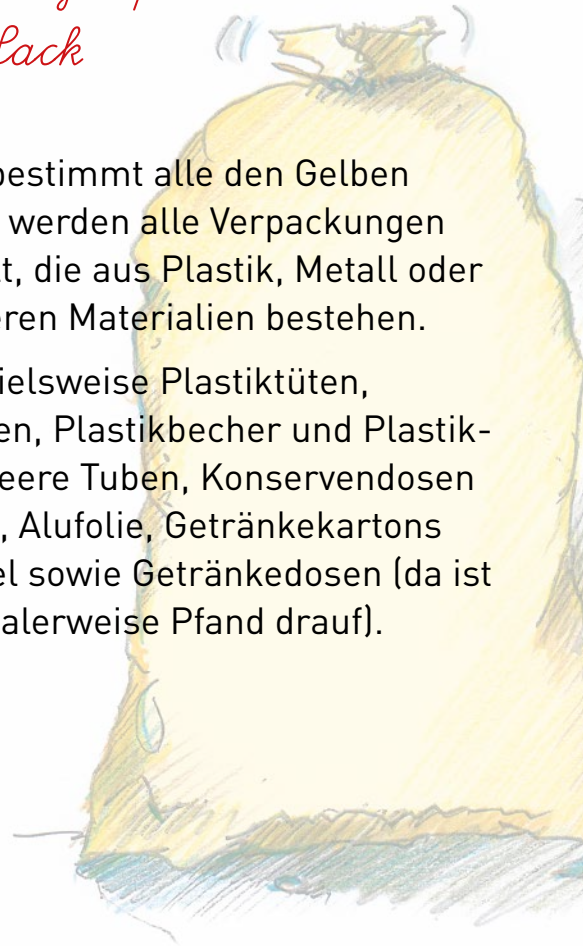 Sack
bestimmt alle den Gelben
werden alle Verpackungen
t, die aus Plastik, Metall oder
eren Materialien bestehen.
ielsweise Plastiktüten,
en, Plastikbecher und Plastik-
eere Tuben, Konservendosen
, Alufolie, Getränkekartons
el sowie Getränkedosen (da ist
alerweise Pfand drauf).